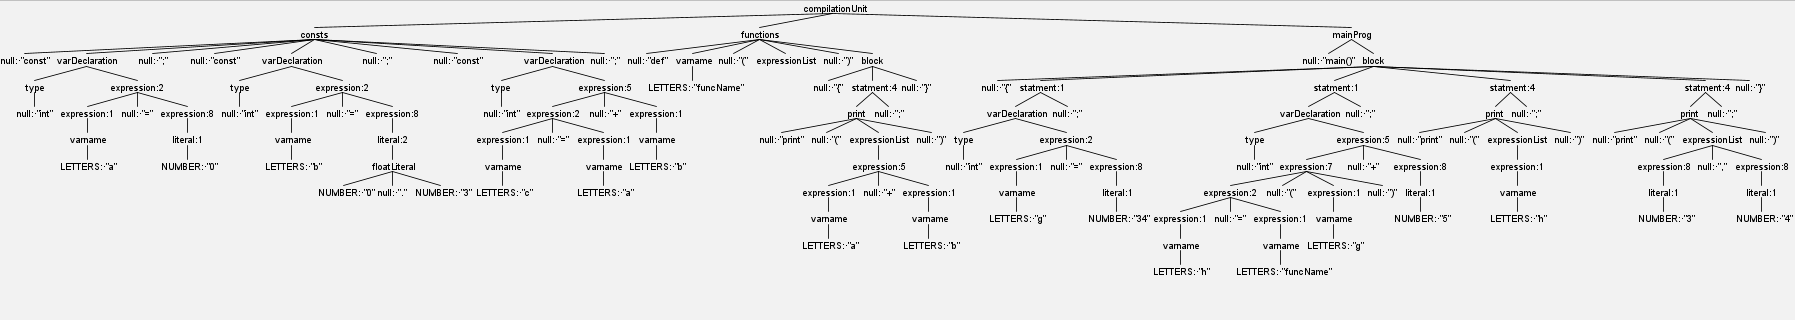 compilationUnit
consts functions mainProg
null:"const" varDeclaration null:";" null:"const" varDeclaration null:";" null:"const" varDeclaration null:";" null:"def" varname null:"(" expressionList null:")" block null:"main()" block
type expression:2 type expression:2 type expression:5 LETTERS:"funcName" null:"{" statment:4 null:"}" null:"{" statment:1 statment:1 statment:4 statment:4 null:"}"
null:"int" expression:1 null:"=" expression:8 null:"int" expression:1 null:"=" expression:8 null:"int" expression:2 null:"+" expression:1 print null:";" varDeclaration null:";" varDeclaration null:";" print null:";" print null:";"
varname literal:1 varname literal:2 expression:1 null:"=" expression:1 varname null:"print" null:"(" expressionList null:")" type expression:2 type expression:5 null:"print" null:"(" expressionList null:")" null:"print" null:"(" expressionList null:")"
LETTERS:"a" NUMBER:"0" LETTERS:"b" floatLiteral varname varname LETTERS:"b" expression:5 null:"int" expression:1 null:"=" expression:8 null:"int" expression:7 null:"+" expression:8 expression:1 expression:8 null:"," expression:8
NUMBER:"0" null:"." NUMBER:"3" LETTERS:"c" LETTERS:"a" expression:1 null:"+" expression:1 varname literal:1 expression:2 null:"(" expression:1 null:")" literal:1 varname literal:1 literal:1
varname varname LETTERS:"g" NUMBER:"34" expression:1 null:"=" expression:1 varname NUMBER:"5" LETTERS:"h" NUMBER:"3" NUMBER:"4"
LETTERS:"a" LETTERS:"b" varname varname LETTERS:"g"
LETTERS:"h" LETTERS:"funcName"